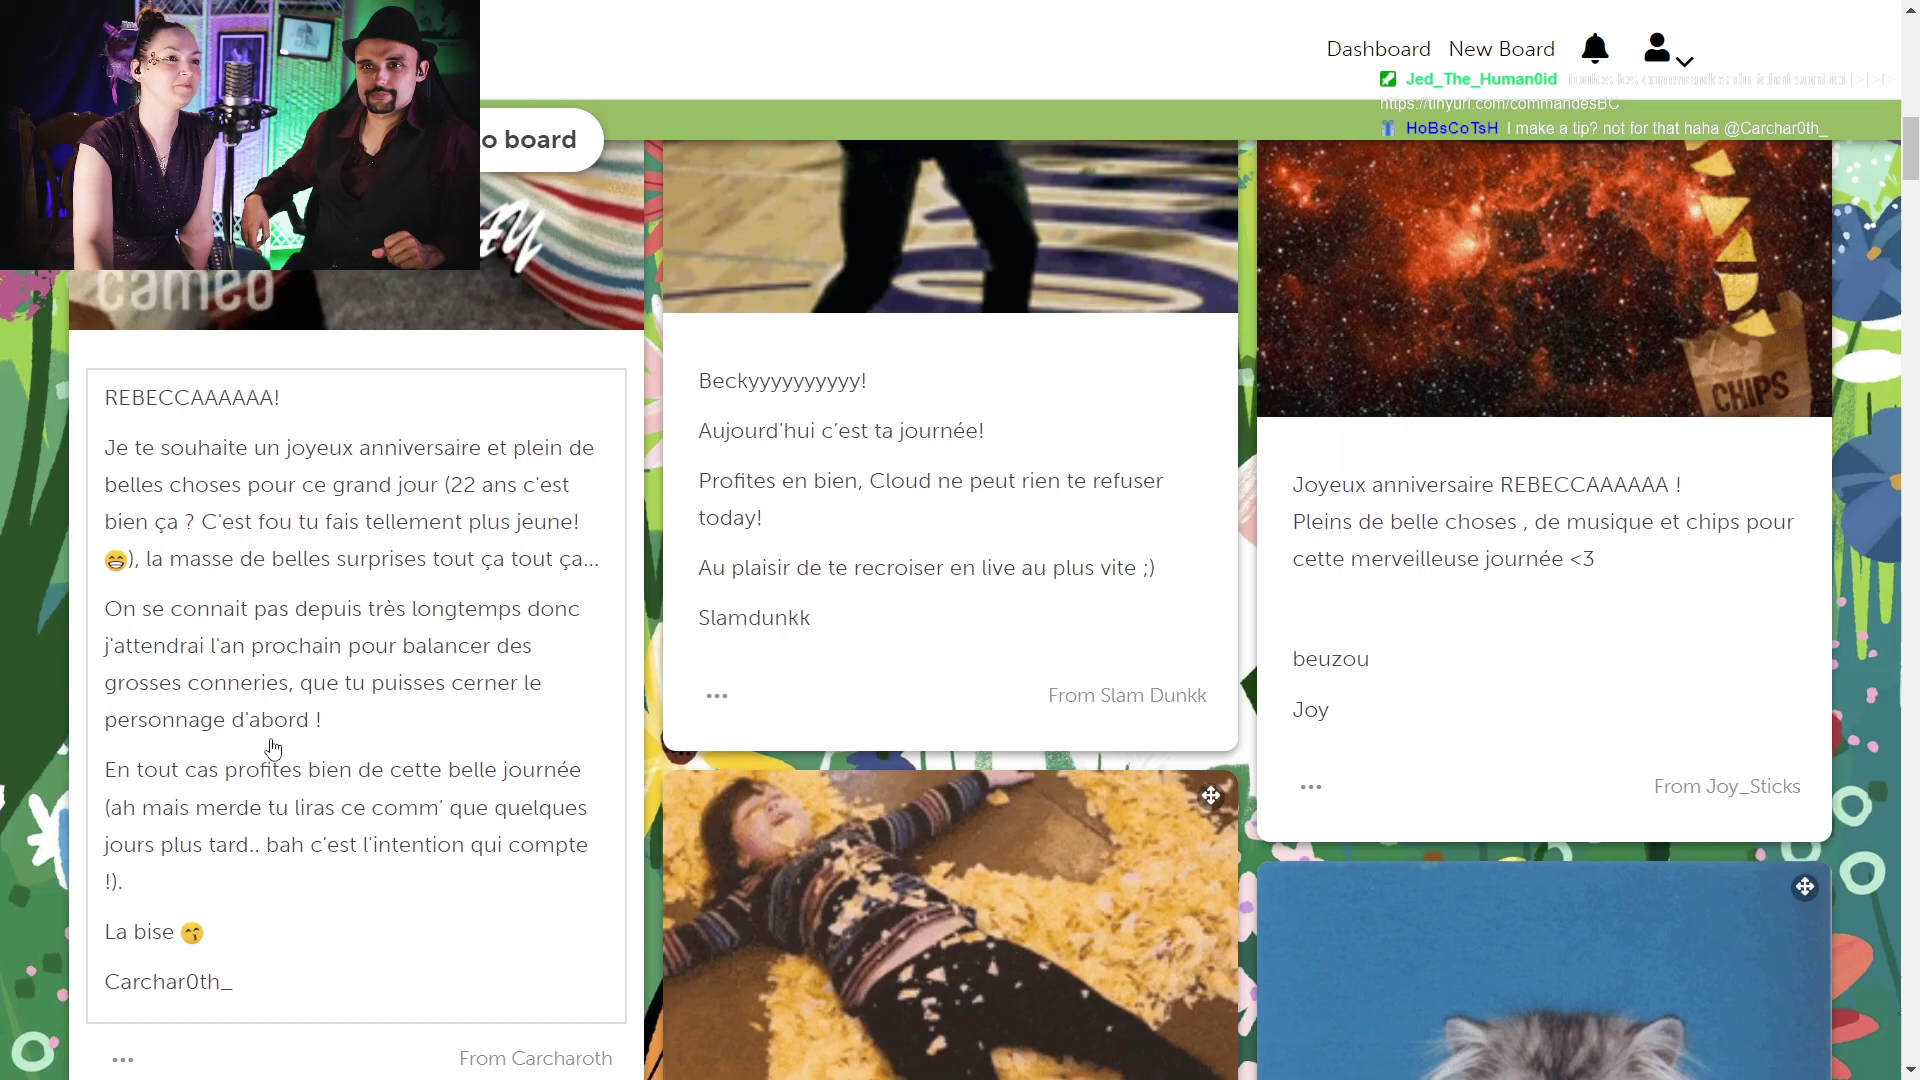 Dashboard New Board
Jed_The_Human0id Toutes les commandes du tchat sont ici
https://tinyurl.com/commandesBC
HoBsCoTsH I make a tip? not for that haha @Carchar0th_
o board
cameo
REBECCAAAAAA!
Je te souhaite un joyeux anniversaire et plein de
belles choses pour ce grand jour (22 ans c'est
bien ça ? C'est fou tu fais tellement plus jeune!
😁), la masse de belles surprises tout ça tout ça...
On se connait pas depuis très longtemps donc
j'attendrai l'an prochain pour balancer des
grosses conneries, que tu puisses cerner le
personnage d'abord !
En tout cas profites bien de cette belle journée
(ah mais merde tu liras ce comm' que quelques
jours plus tard.. bah c'est l'intention qui compte
!).
La bise 😙
Carchar0th_
... From Carcharoth
Beckyyyyyyyyyy!
Aujourd’hui c’est ta journée!
Profites en bien, Cloud ne peut rien te refuser
today!
Au plaisir de te recroiser en live au plus vite ;)
Slamdunkk
... From Slam Dunkk
CHIPS
Joyeux anniversaire REBECCAAAAAA !
Pleins de belle choses , de musique et chips pour
cette merveilleuse journée <3
beuzou
Joy
... From Joy_Sticks